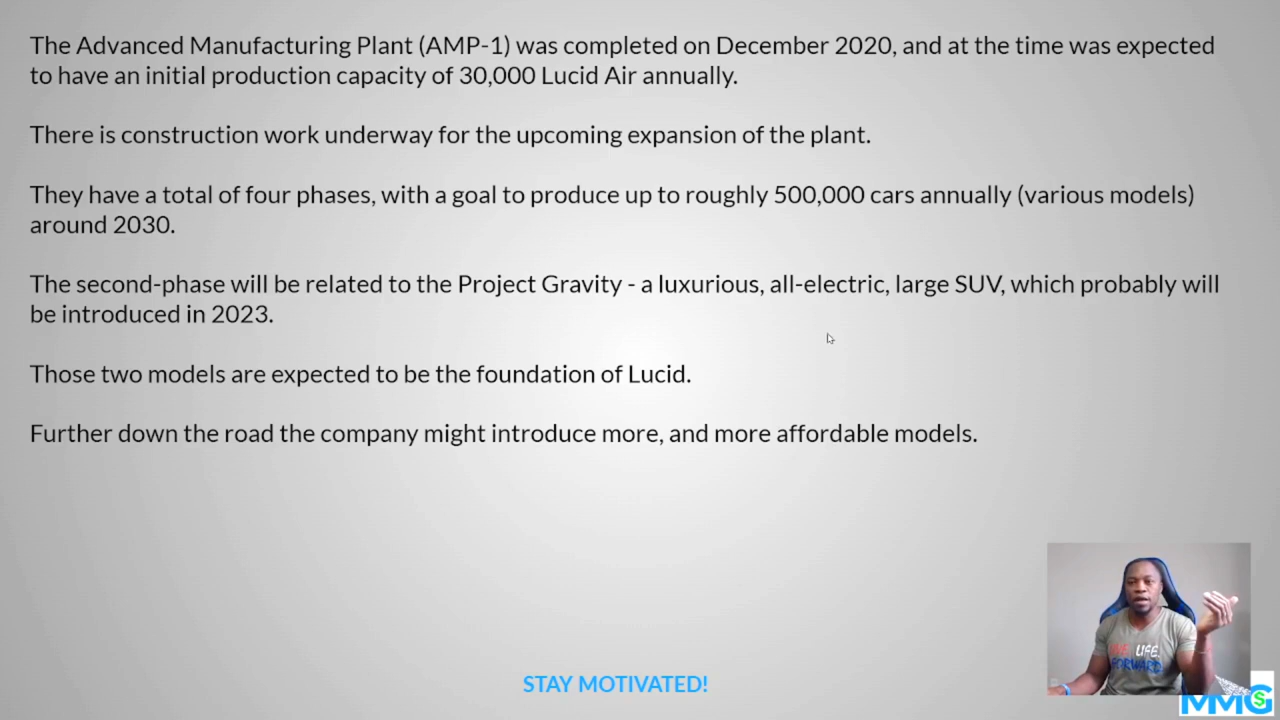 The Advanced Manufacturing Plant (AMP-1) was completed on December 2020, and at the time was expected
to have an initial production capacity of 30,000 Lucid Air annually.
There is construction work underway for the upcoming expansion of the plant.
They have a total of four phases, with a goal to produce up to roughly 500,000 cars annually (various models)
around 2030.
The second-phase will be related to the Project Gravity - a luxurious, all-electric, large SUV, which probably will
be introduced in 2023.
Those two models are expected to be the foundation of Lucid.
Further down the road the company might introduce more, and more affordable models.
LIFE.
FORWARD
STAY MOTIVATED!
MMG
$